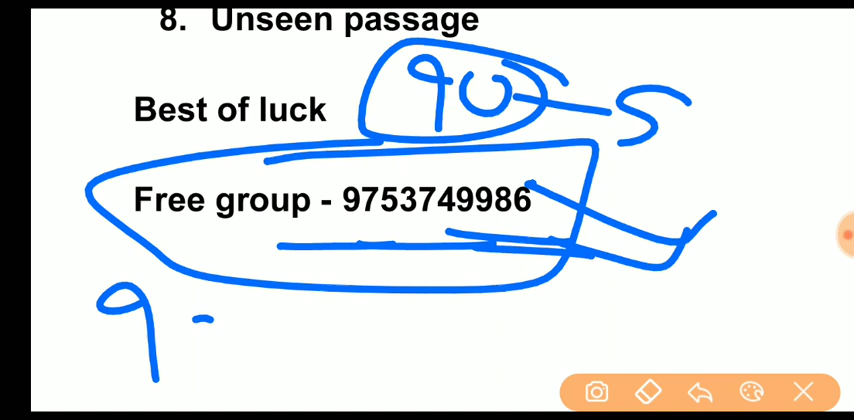 8. Unseen passage
90 5
Best of luck
Free group - 9753749986
9 -